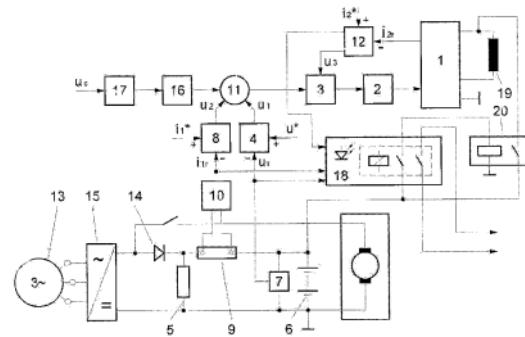 i₂*
+
12
i₂r
-
1
19
20
uₛ
17
16
11
3
u₃
2
u₂
u₁
i₁*
+
8
-
4
u*
+
i₁r
-
uᵣ
18
10
13
15
14
3~
~
=
5
9
7
6